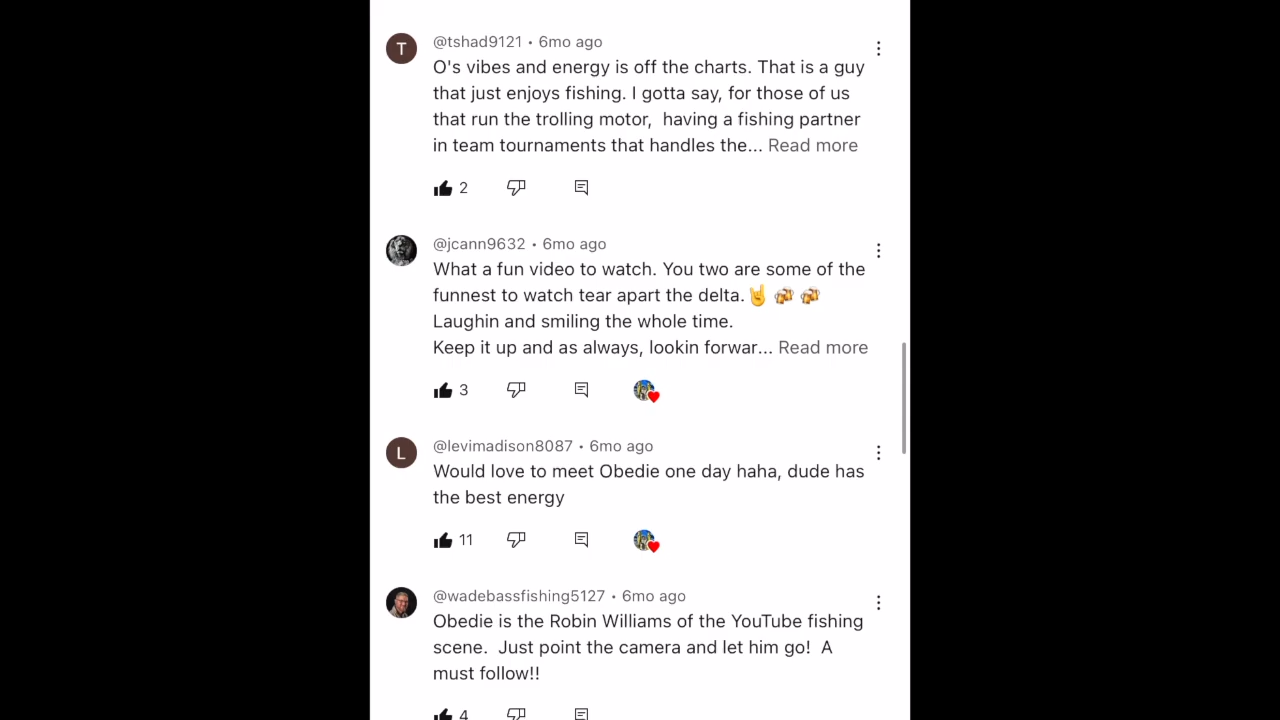 T
@tshad9121 • 6mo ago
O's vibes and energy is off the charts. That is a guy
that just enjoys fishing. I gotta say, for those of us
that run the trolling motor,  having a fishing partner
in team tournaments that handles the... Read more
2
@jcann9632 • 6mo ago
What a fun video to watch. You two are some of the
funnest to watch tear apart the delta.🤘 🍻 🍻
Laughin and smiling the whole time.
Keep it up and as always, lookin forwar... Read more
3
L
@levimadison8087 • 6mo ago
Would love to meet Obedie one day haha, dude has
the best energy
11
@wadebassfishing5127 • 6mo ago
Obedie is the Robin Williams of the YouTube fishing
scene.  Just point the camera and let him go!  A
must follow!!
4